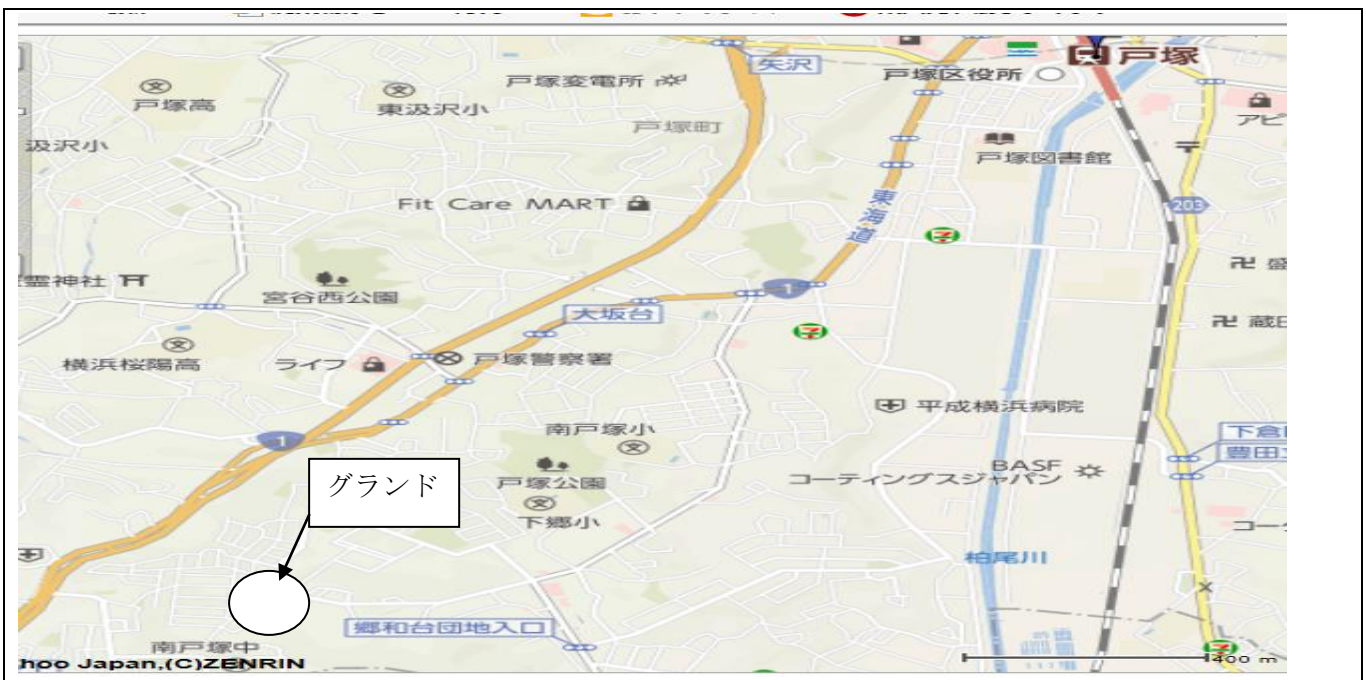 戸塚
矢沢
戸塚変電所
戸塚区役所
戸塚高
東汲沢小
アピ
戸塚町
汲沢小
戸塚図書館
Fit Care MART
東海道
203
霊神社
宮谷西公園
1
大坂台
横浜桜陽高
ライフ
戸塚警察署
平成横浜病院
南戸塚小
下倉
1
豊田
グランド
戸塚公園
BASF
コーティングスジャパン
下郷小
コー
柏尾川
郷和台団地入口
南戸塚中
hoo Japan,(C)ZENRIN
400 m